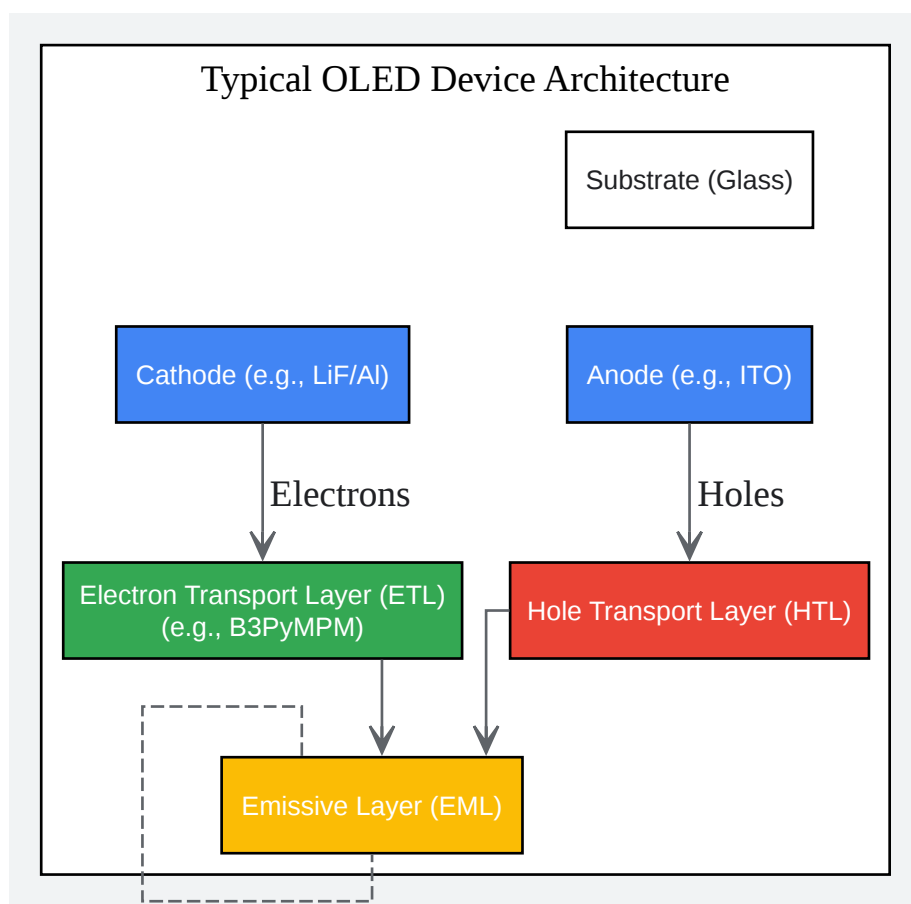 Typical OLED Device Architecture
Substrate (Glass)
Cathode (e.g., LiF/Al)
Anode (e.g., ITO)
Electrons
Holes
Electron Transport Layer (ETL)
(e.g., B3PyMPM)
Hole Transport Layer (HTL)
Emissive Layer (EML)